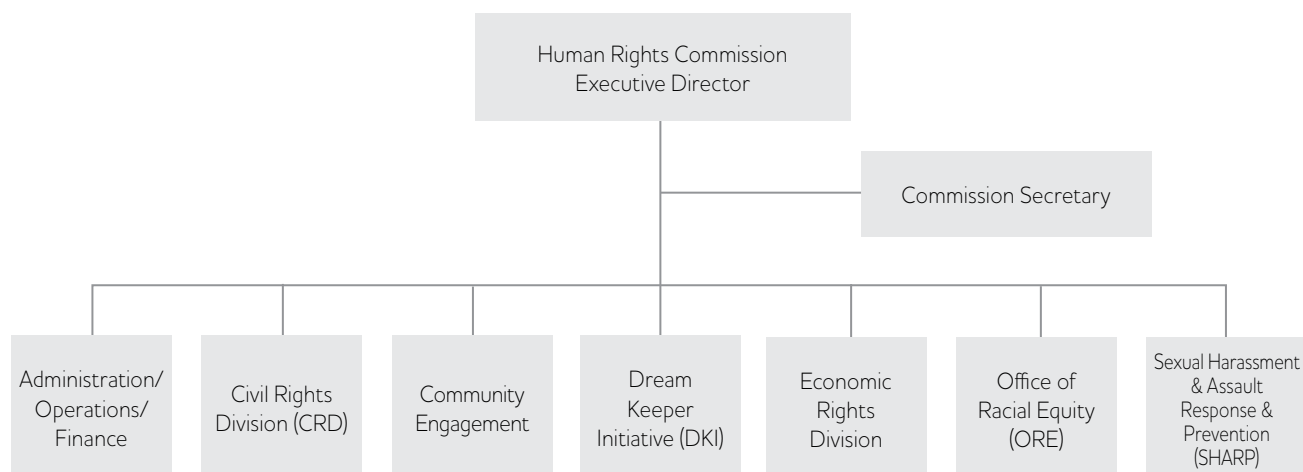 Human Rights Commission
Executive Director
Commission Secretary
Administration/
Operations/
Finance
Civil Rights
Division (CRD)
Community
Engagement
Dream
Keeper
Initiative (DKI)
Economic
Rights
Division
Office of
Racial Equity
(ORE)
Sexual Harassment
& Assault
Response &
Prevention
(SHARP)